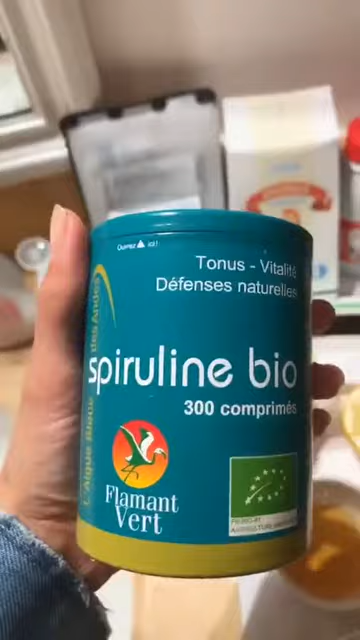 Ouvrez ici!
Tonus - Vitalité
Défenses naturelles
spiruline bio
300 comprimés
des Andes
L'Algue Bleue
Flamant
Vert